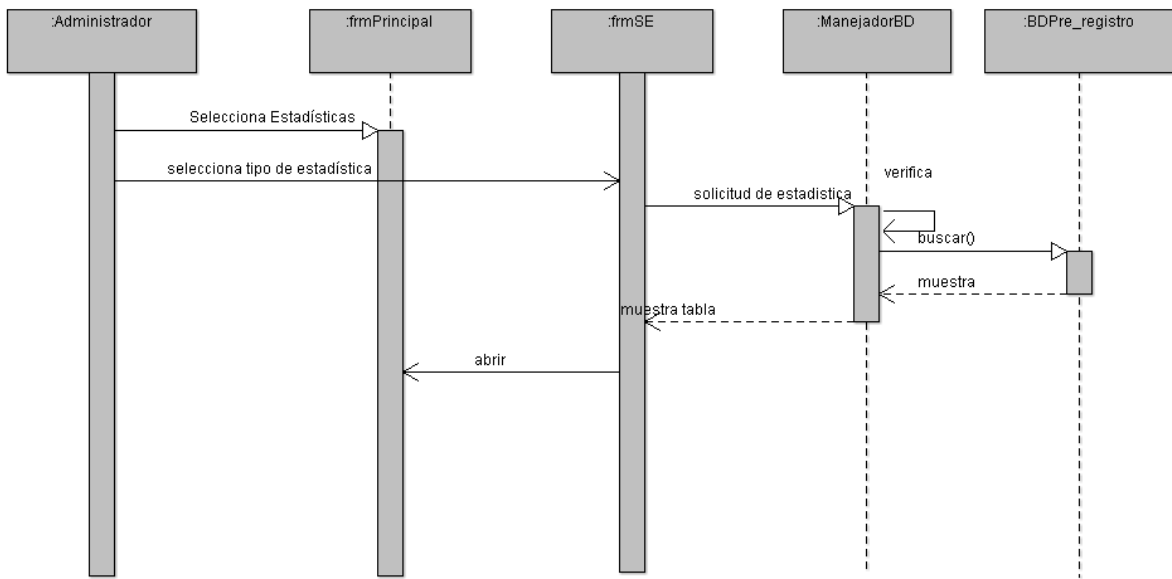 :Administrador
:frmPrincipal
:frmSE
:ManejadorBD
:BDPre_registro
Selecciona Estadísticas
selecciona tipo de estadística
verifica
solicitud de estadistica
buscar()
muestra
muestra tabla
abrir